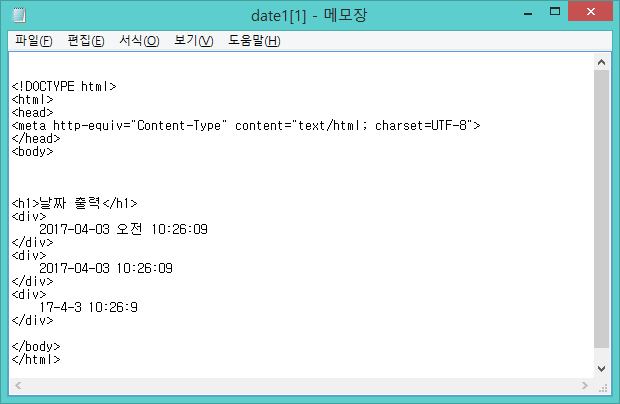 date1[1] - 메모장
파일(F) 편집(E) 서식(O) 보기(V) 도움말(H)
<!DOCTYPE html>
<html>
<head>
<meta http-equiv="Content-Type" content="text/html; charset=UTF-8">
</head>
<body>
<h1>날짜 출력</h1>
<div>
    2017-04-03 오전 10:26:09
</div>
<div>
    2017-04-03 10:26:09
</div>
<div>
    17-4-3 10:26:9
</div>
</body>
</html>